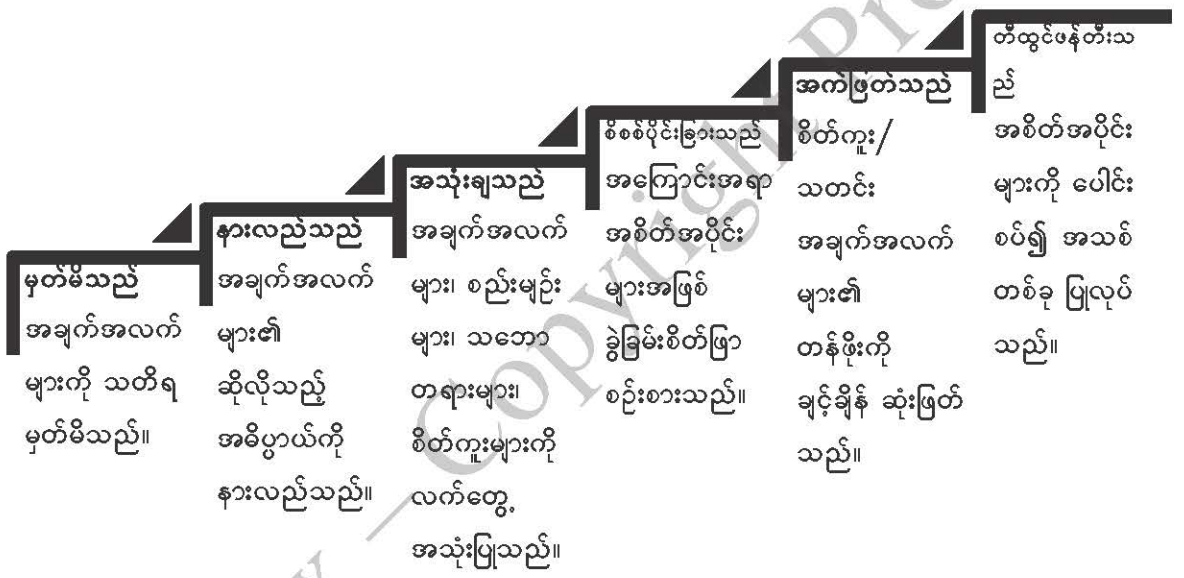 မှတ်မိသည်
အချက်အလက်
များကို သတိရ
မှတ်မိသည်။
နားလည်သည်
အချက်အလက်
များ၏
ဆိုလိုသည့်
အဓိပ္ပာယ်ကို
နားလည်သည်။
အသုံးချသည်
အချက်အလက်
များ၊ စည်းမျဉ်း
များ၊ သဘော
တရားများ၊
စိတ်ကူးများကို
လက်တွေ့
အသုံးပြုသည်။
စိစစ်ပိုင်းခြားသည်
အကြောင်းအရာ
အစိတ်အပိုင်း
များအဖြစ်
ခွဲခြမ်းစိတ်ဖြာ
စဉ်းစားသည်။
အကဲဖြတ်သည်
စိတ်ကူး/
သတင်း
အချက်အလက်
များ၏
တန်ဖိုးကို
ချင့်ချိန် ဆုံးဖြတ်
သည်။
တီထွင်ဖန်တီးသ
ည်
အစိတ်အပိုင်း
များကို ပေါင်း
စပ်၍ အသစ်
တစ်ခု ပြုလုပ်
သည်။
Copyright